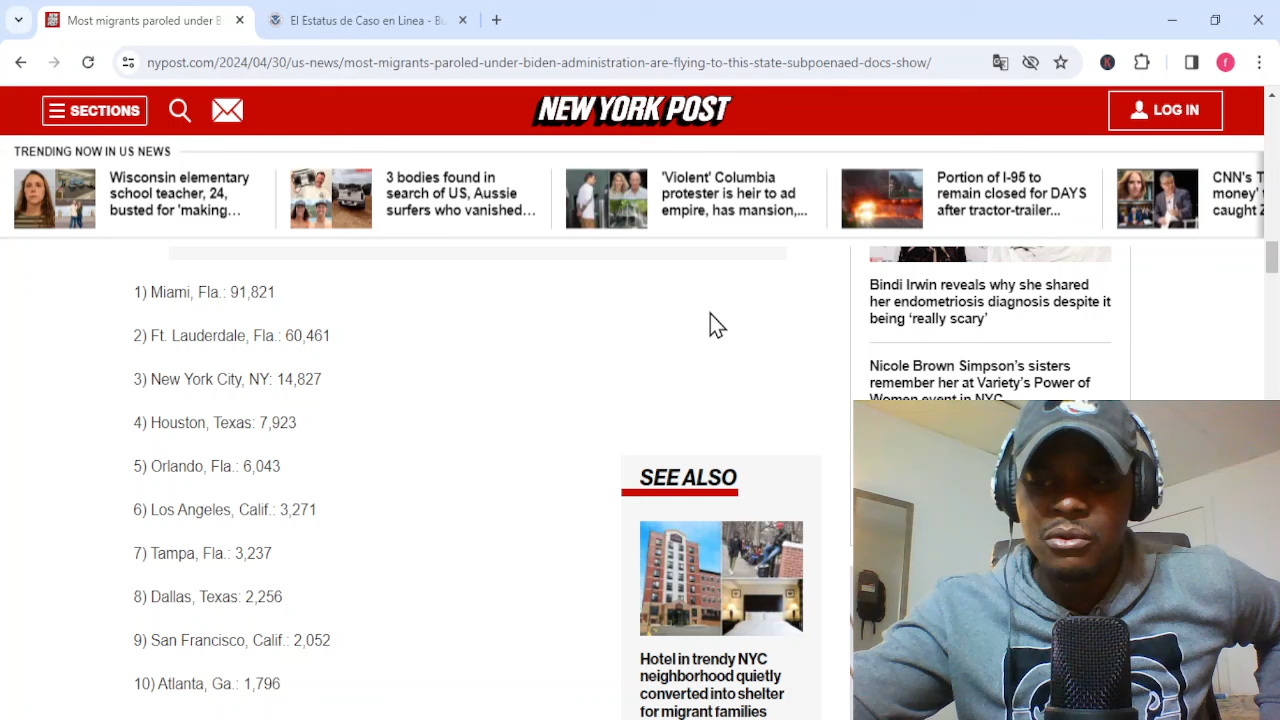 Most migrants paroled under B
El Estatus de Caso en Línea - Bu
nypost.com/2024/04/30/us-news/most-migrants-paroled-under-biden-administration-are-flying-to-this-state-subpoenaed-docs-show/
K
f
SECTIONS
NEW YORK POST
LOG IN
TRENDING NOW IN US NEWS
Wisconsin elementary
school teacher, 24,
busted for 'making...
3 bodies found in
search of US, Aussie
surfers who vanished...
'Violent' Columbia
protester is heir to ad
empire, has mansion,...
Portion of I-95 to
remain closed for DAYS
after tractor-trailer...
CNN's T
money'
caught Z
1) Miami, Fla.: 91,821
2) Ft. Lauderdale, Fla.: 60,461
3) New York City, NY: 14,827
4) Houston, Texas: 7,923
5) Orlando, Fla.: 6,043
6) Los Angeles, Calif.: 3,271
7) Tampa, Fla.: 3,237
8) Dallas, Texas: 2,256
9) San Francisco, Calif.: 2,052
10) Atlanta, Ga.: 1,796
SEE ALSO
Hotel in trendy NYC
neighborhood quietly
converted into shelter
for migrant families
Bindi Irwin reveals why she shared
her endometriosis diagnosis despite it
being ‘really scary’
Nicole Brown Simpson’s sisters
remember her at Variety’s Power of
Women event in NYC